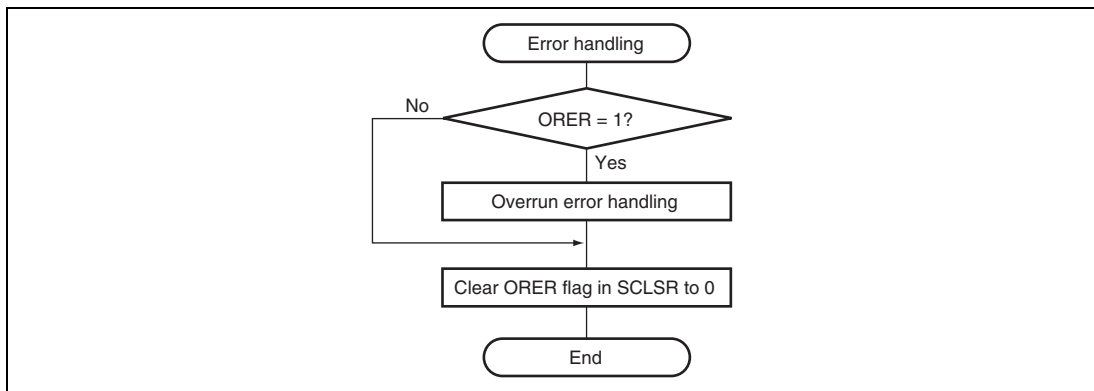 Error handling
No
ORER = 1?
Yes
Overrun error handling
Clear ORER flag in SCLSR to 0
End